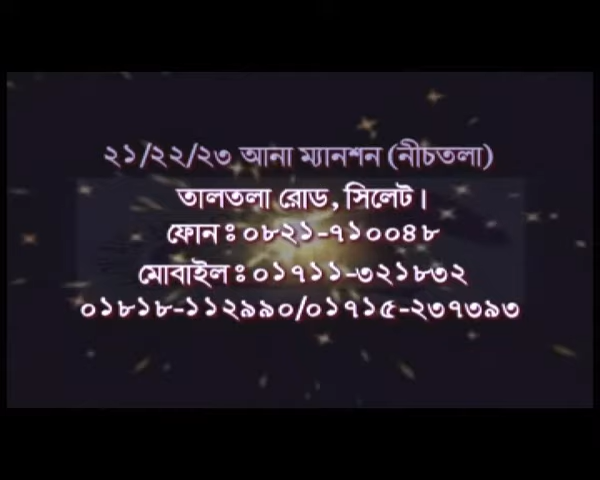 ২১/২২/২৩ আনা ম্যানশন (নীচতলা)
তালতলা রোড, সিলেট।
ফোন : ০৮২১-৭১০০৪৮
মোবাইল : ০১৭১১-৩২১৮৩২
০১৮১৮-১১২৯৯০/০১৭১৫-২৩৭৩৯৩